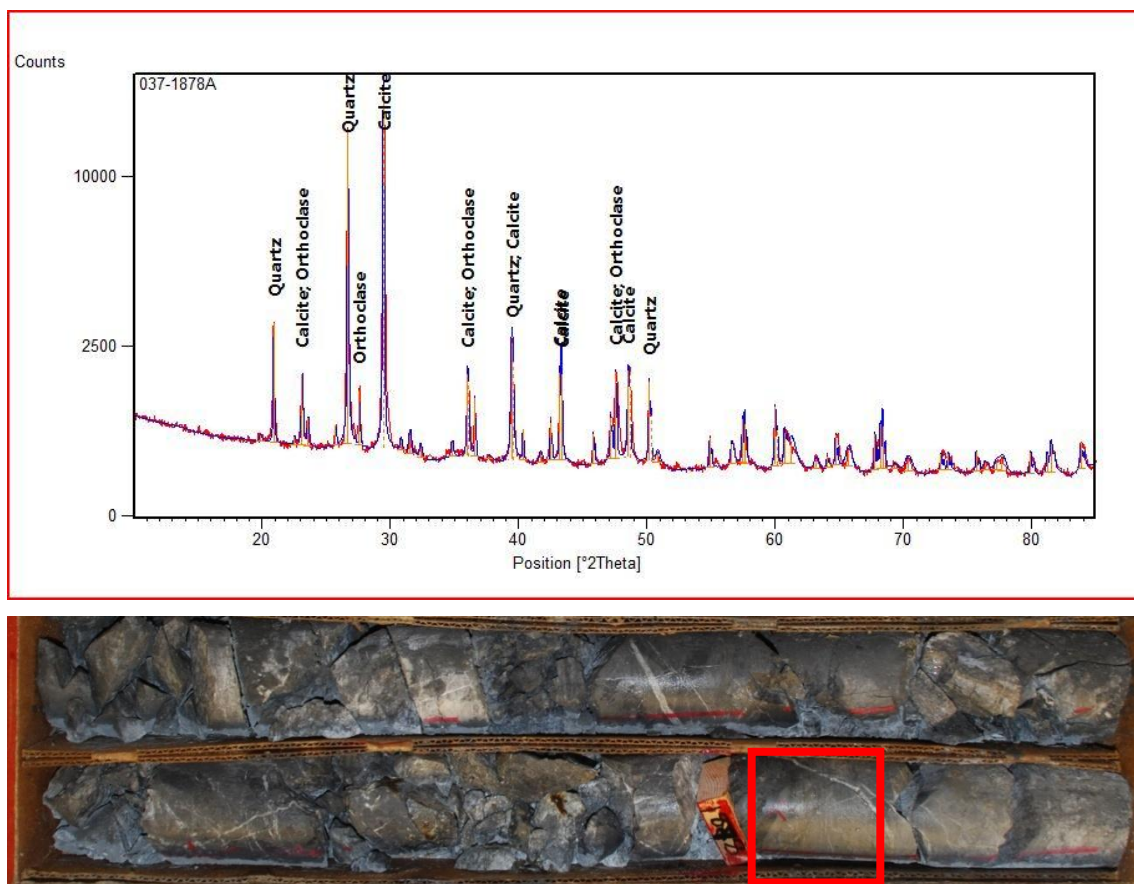 Counts
037-1878A
10000
2500
0
Quartz
Calcite; Orthoclase
Quartz
Orthoclase
Calcite
Calcite; Orthoclase
Quartz; Calcite
Calcite
Calcite
Calcite; Orthoclase
Calcite
Quartz
20 30 40 50 60 70 80
Position [°2Theta]